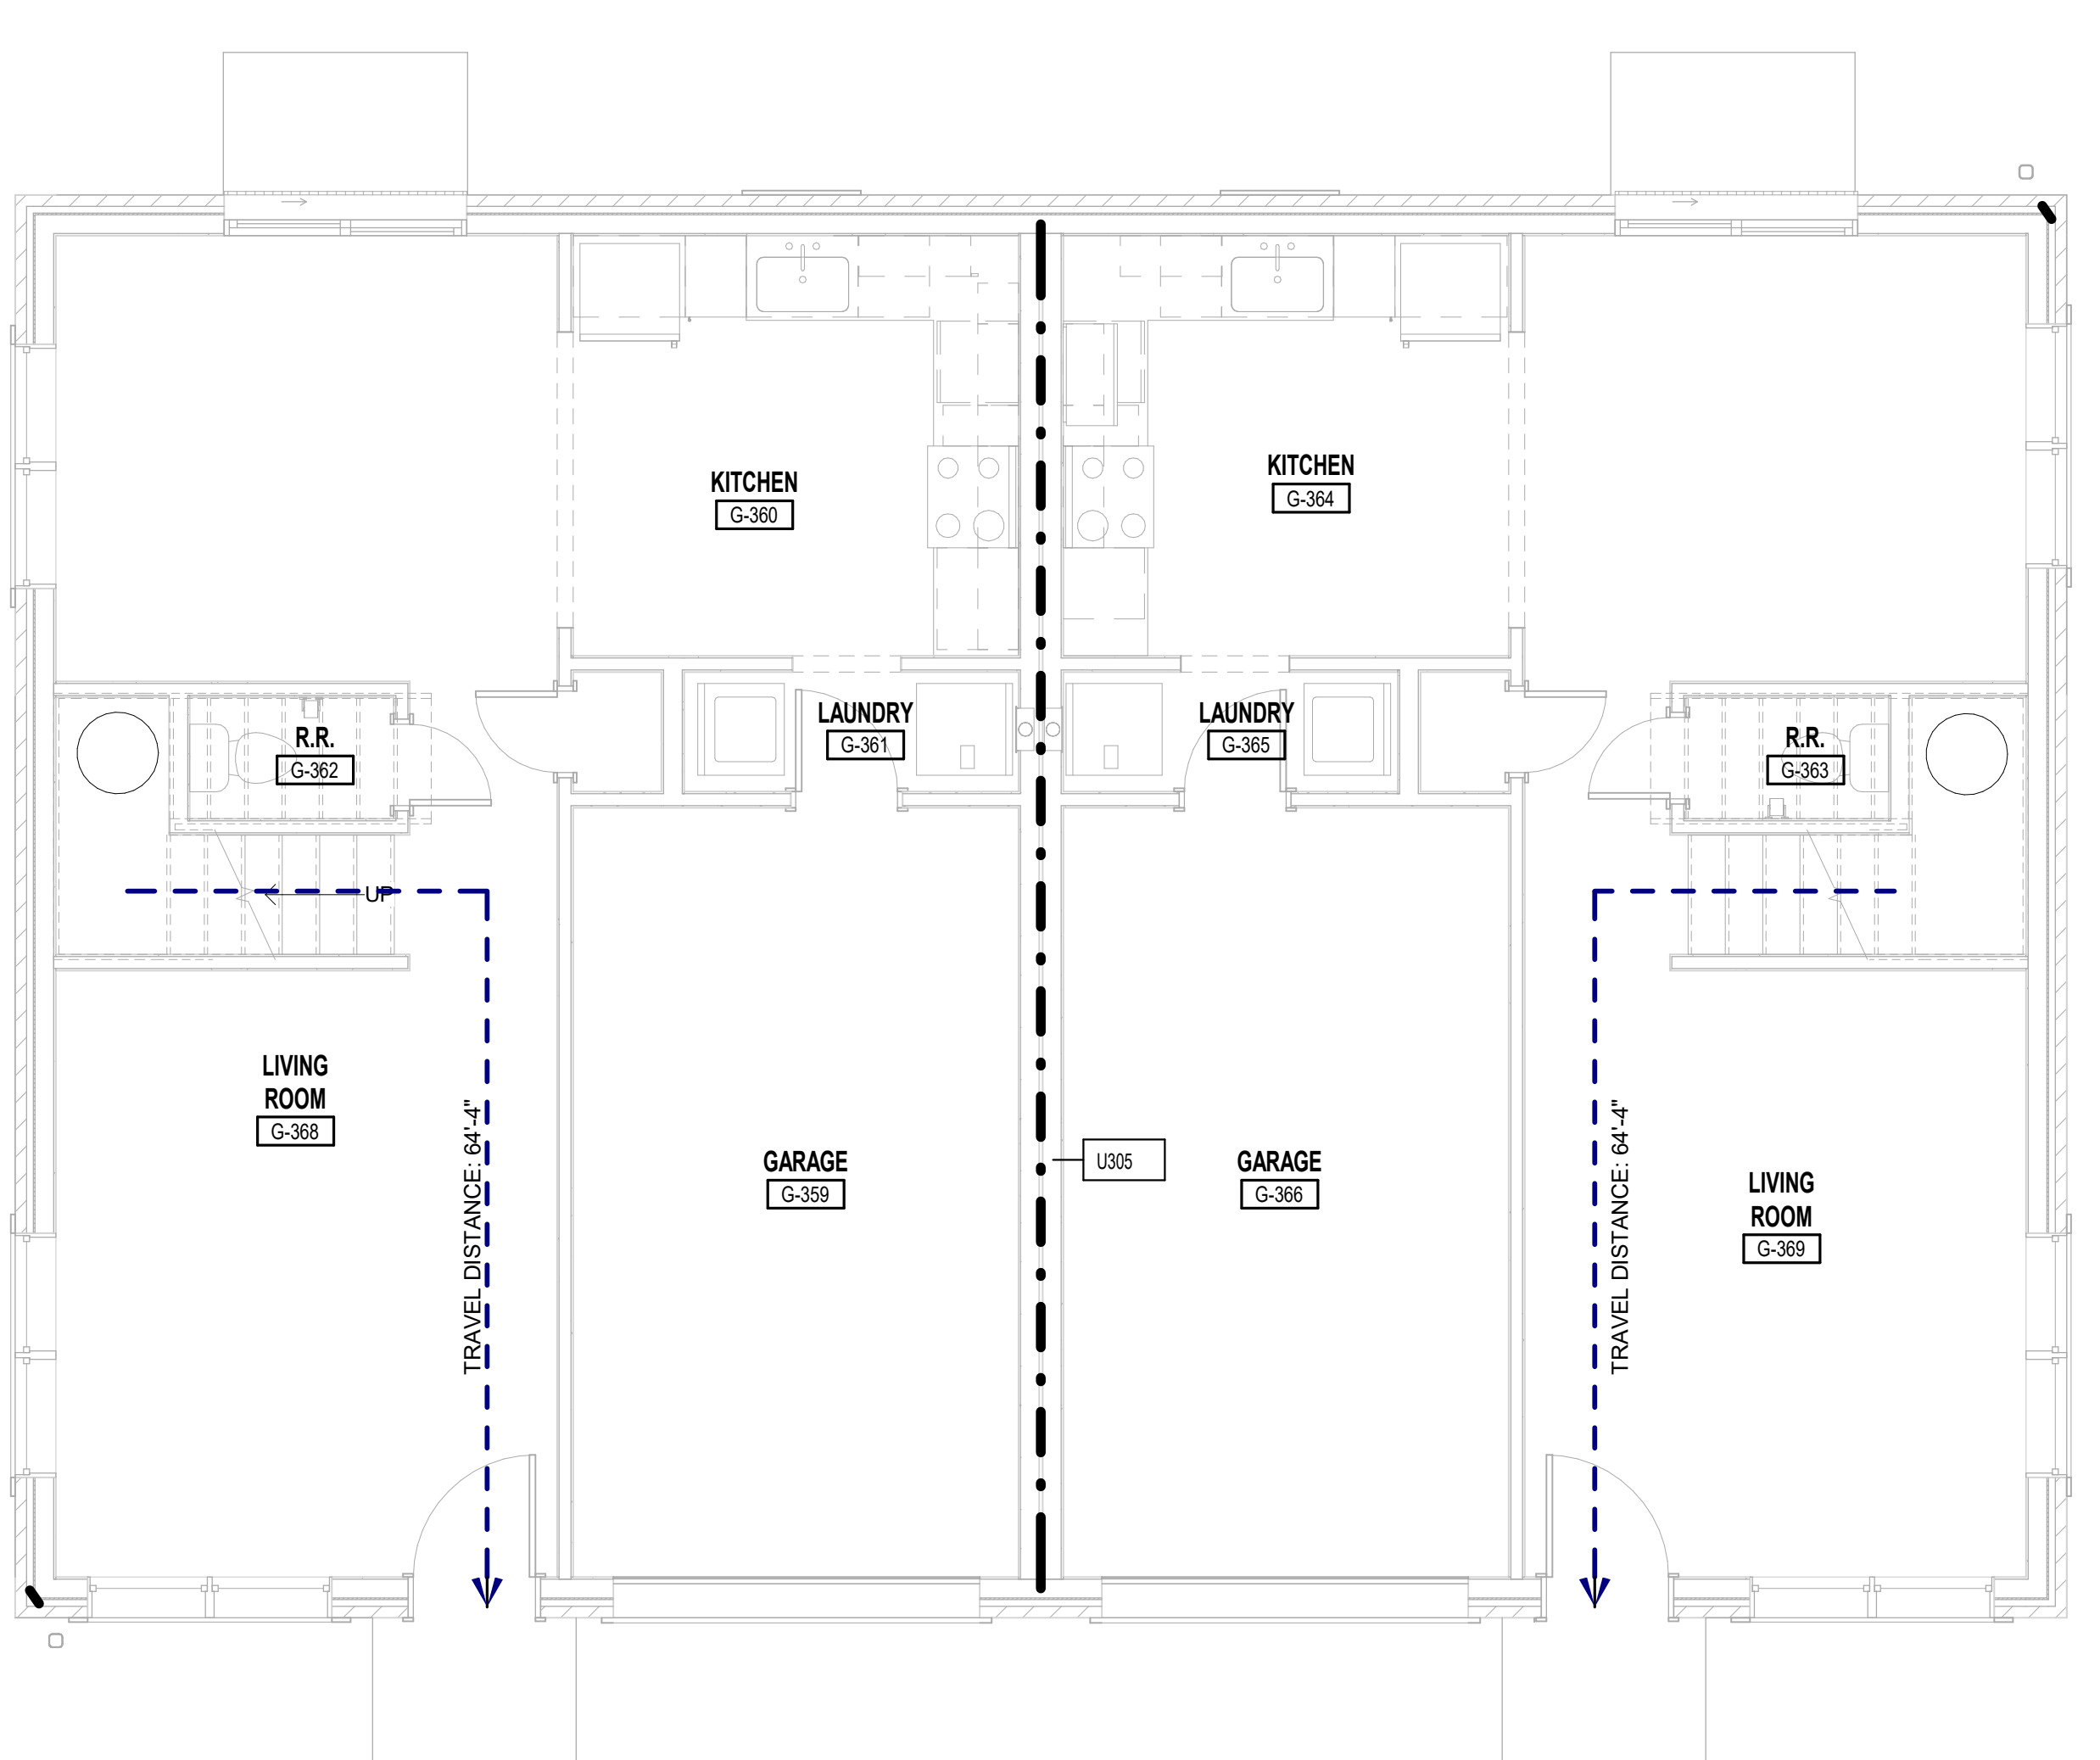 KITCHEN
G-360
KITCHEN
G-364
LAUNDRY
G-361
LAUNDRY
G-365
R.R.
G-362
R.R.
G-363
UP
LIVING
ROOM
G-368
TRAVEL DISTANCE: 64'-4"
GARAGE
G-359
U305
GARAGE
G-366
TRAVEL DISTANCE: 64'-4"
LIVING
ROOM
G-369